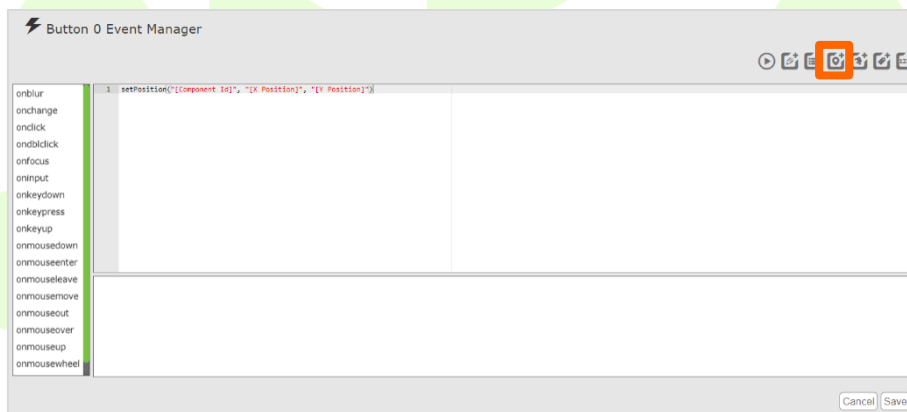 Button 0 Event Manager
onblur
onchange
onclick
ondblclick
onfocus
oninput
onkeydown
onkeypress
onkeyup
onmousedown
onmouseenter
onmouseleave
onmousemove
onmouseout
onmouseover
onmouseup
onmousewheel
1 setPosition("[Component Id]", "[X Position]", "[Y Position]")
Cancel Save